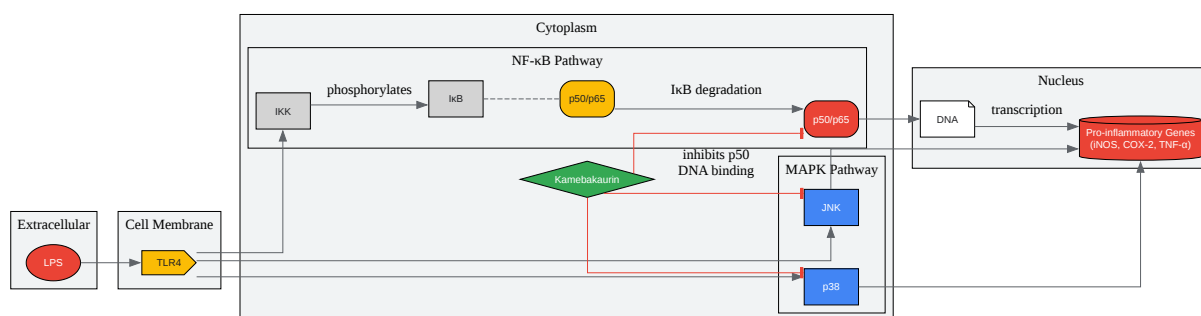 Cytoplasm
NF-κB Pathway
IKK
phosphorylates
IκB
p50/p65
IκB degradation
p50/p65
Nucleus
DNA
transcription
Pro-inflammatory Genes
(iNOS, COX-2, TNF-α)
Kamebakaurin
inhibits p50
DNA binding
MAPK Pathway
JNK
p38
Extracellular
LPS
Cell Membrane
TLR4